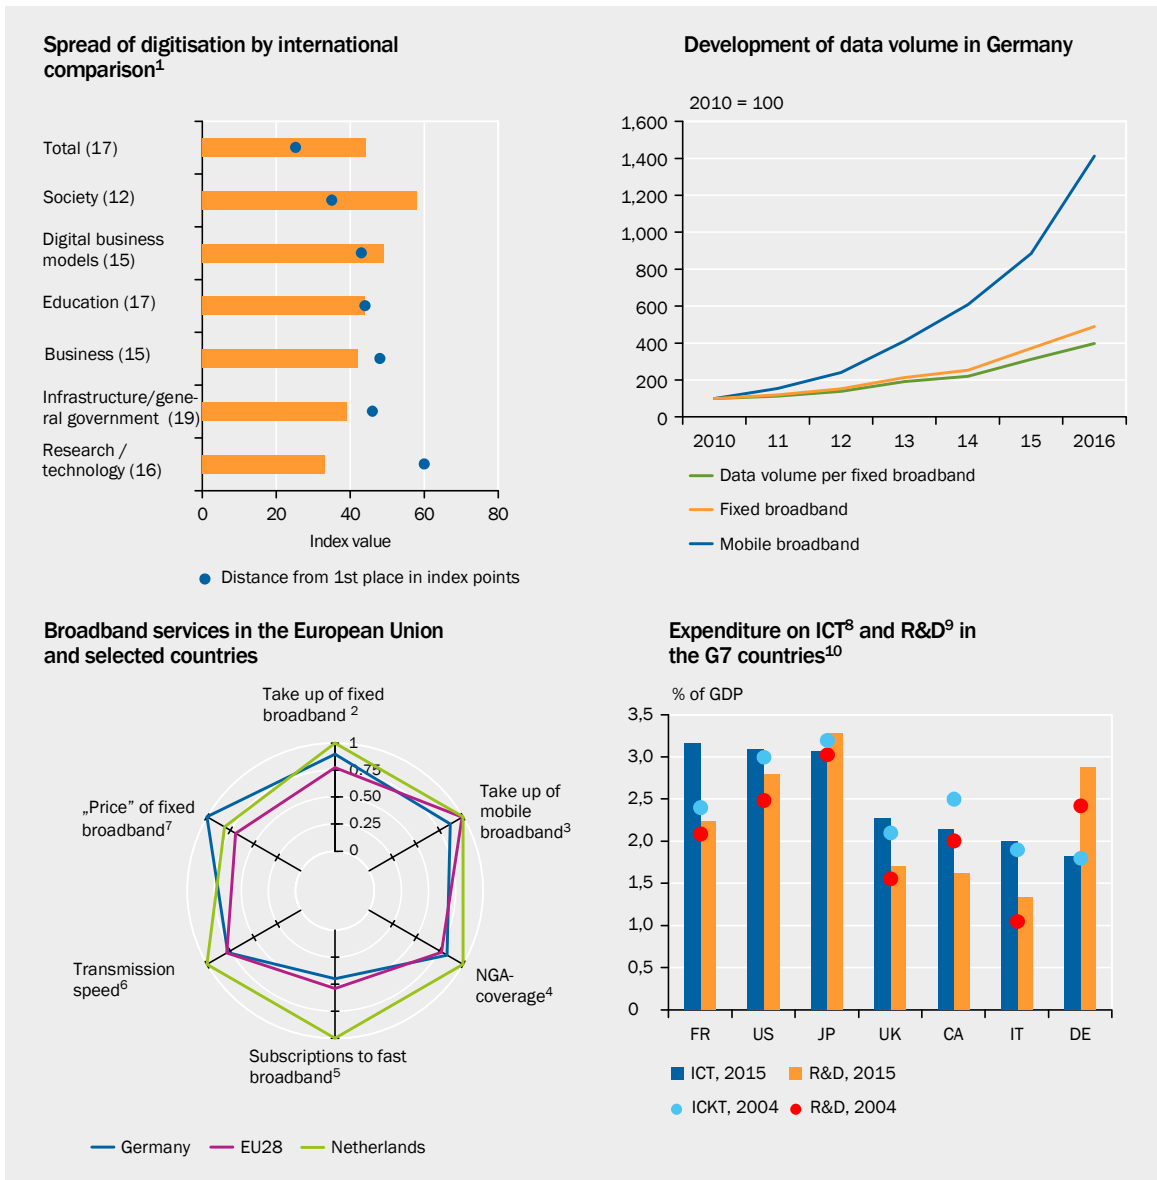 Spread of digitisation by international
comparison1
Total (17)
Society (12)
Digital business
models (15)
Education (17)
Business (15)
Infrastructure/gene-
ral government (19)
Research /
technology (16)
0 20 40 60 80
Index value
Distance from 1st place in index points
Development of data volume in Germany
2010 = 100
1,600
1,400
1,200
1,000
800
600
400
200
0
2010 11 12 13 14 15 2016
Data volume per fixed broadband
Fixed broadband
Mobile broadband
Broadband services in the European Union
and selected countries
Take up of fixed
broadband 2
1
0.75
0.50
0.25
0
Take up of
mobile
broadband3
„Price” of fixed
broadband7
Transmission
speed6
NGA-
coverage4
Subscriptions to fast
broadband5
Germany EU28 Netherlands
Expenditure on ICT8 and R&D9 in
the G7 countries10
% of GDP
3,5
3,0
2,5
2,0
1,5
1,0
0,5
0
FR US JP UK CA IT DE
ICT, 2015 R&D, 2015
ICKT, 2004 R&D, 2004